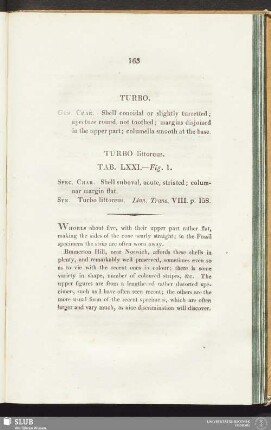 163
TURBO.
GEN. CHAR. Shell conoidal or slightly turreted;
aperture round, not toothed; margins disjoined
in the upper part; columella smooth at the base.
TURBO littoreus.
TAB. LXXI.—Fig. 1.
SPEC. CHAR. Shell suboval, acute, striated; colum-
nar margin flat.
SYN. Turbo littoreus. Linn. Trans. VIII. p. 158.
WHORLS about five, with their upper part rather flat,
making the sides of the cone nearly straight; in the Fossil
specimens the striæ are often worn away.
Bramerton Hill, near Norwich, affords these shells in
plenty, and remarkably well preserved, sometimes even so
as to vie with the recent ones in colour; there is some
variety in shape, number of coloured stripes, &c. The
upper figures are from a lengthened rather distorted spe-
cimen, such as I have often seen recent; the others are the
more usual form of the recent specimen, which are often
larger and vary much, as nice discrimination will discover.
SLUB